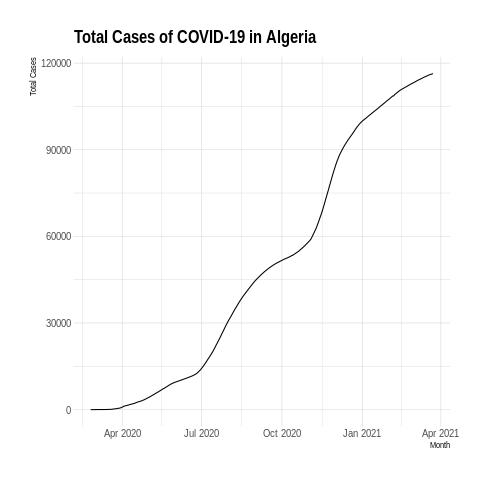 Total Cases of COVID-19 in Algeria
Total Cases
120000
90000
60000
30000
0
Apr 2020
Jul 2020
Oct 2020
Jan 2021
Apr 2021
Month